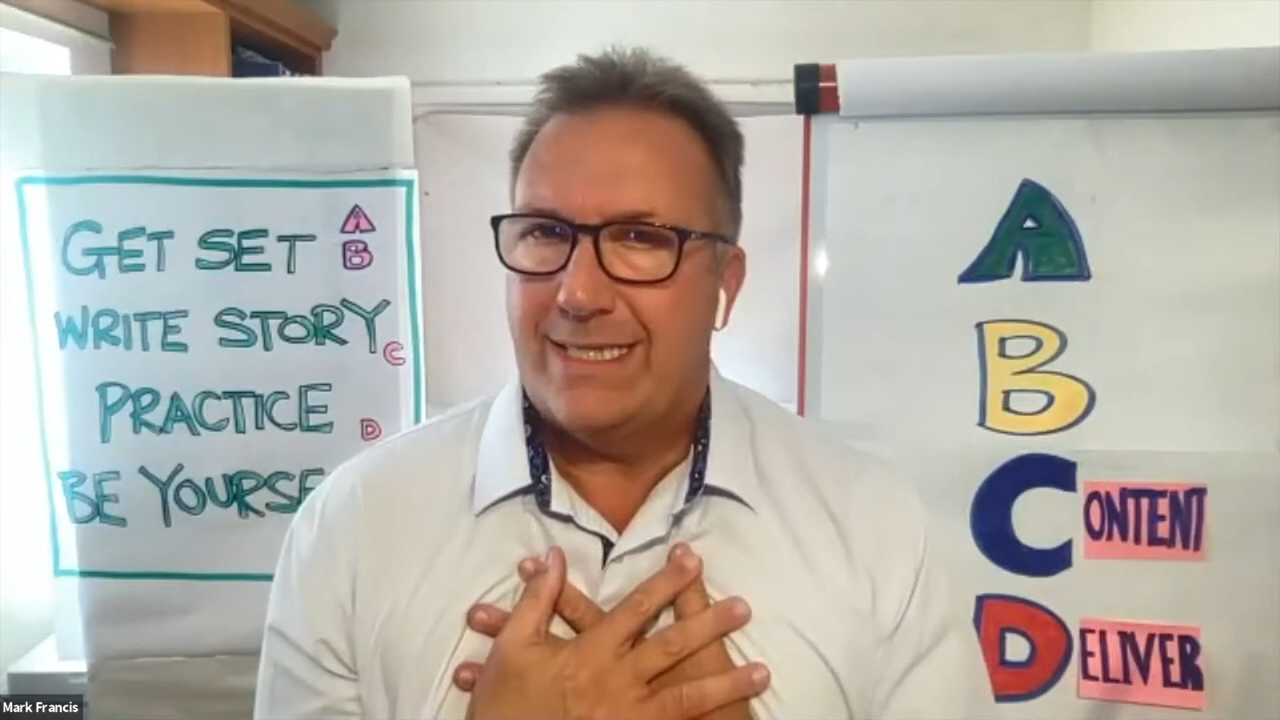 GET SET A
B
WRITE STORY
C
PRACTICE
D
BE YOURSE
A
B
CONTENT
DELIVER
Mark Francis